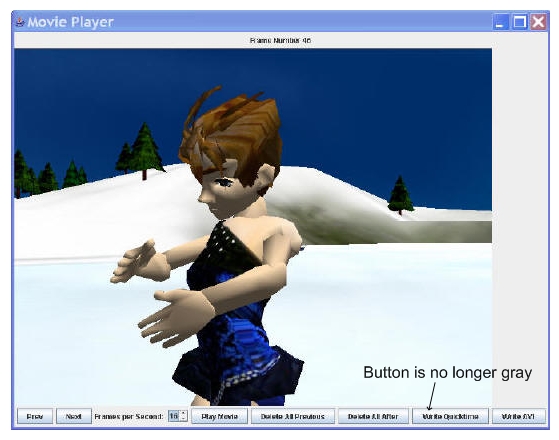 Movie Player
Frame Number 46
Button is no longer gray
Prev Next Frames per Second: 16 Play Movie Delete All Previous Delete All After Write Quicktime Write AVI